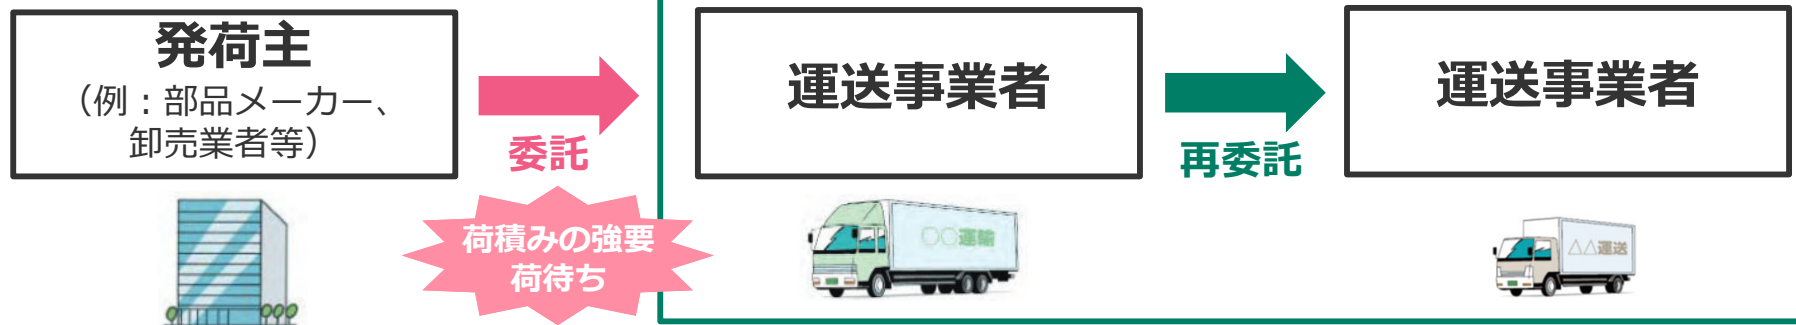 発荷主
（例：部品メーカー、
卸売業者等）
委託
荷積みの強要
荷待ち
運送事業者
〇〇運輸
再委託
運送事業者
△△運送